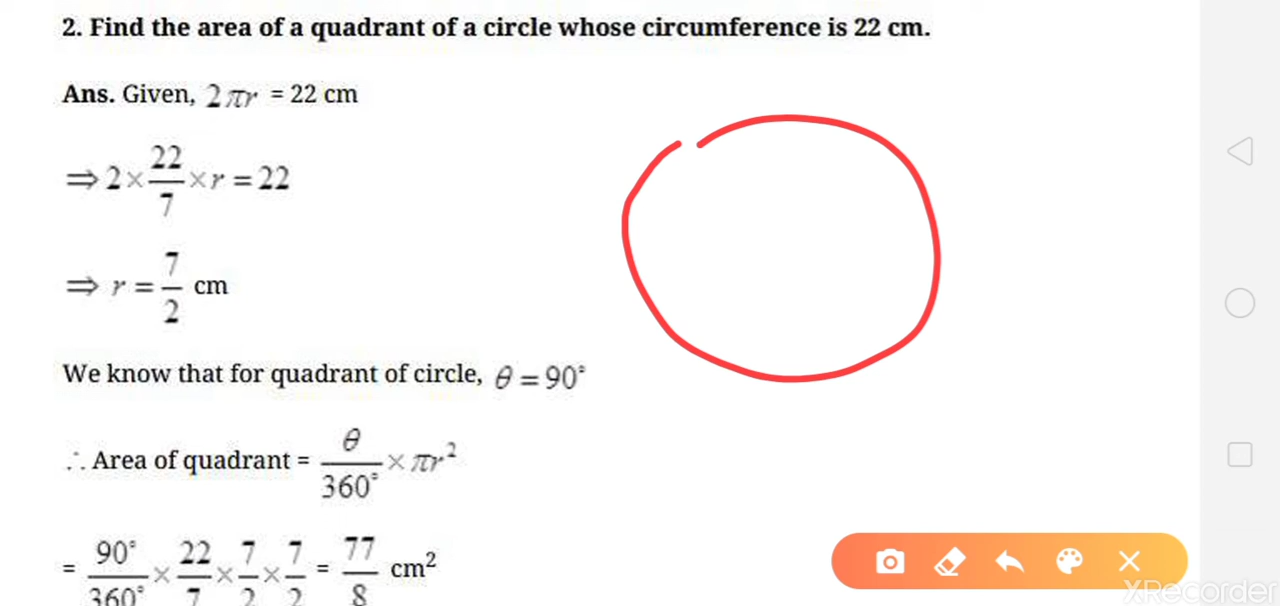 2. Find the area of a quadrant of a circle whose circumference is 22 cm.
Ans. Given, 2πr = 22 cm
⇒ 2 × 22/7 × r = 22
⇒ r = 7/2 cm
We know that for quadrant of circle, θ = 90°
∴ Area of quadrant = θ/360° × πr²
= 90°/360° × 22/7 × 7/2 × 7/2 = 77/8 cm²
XRecorder